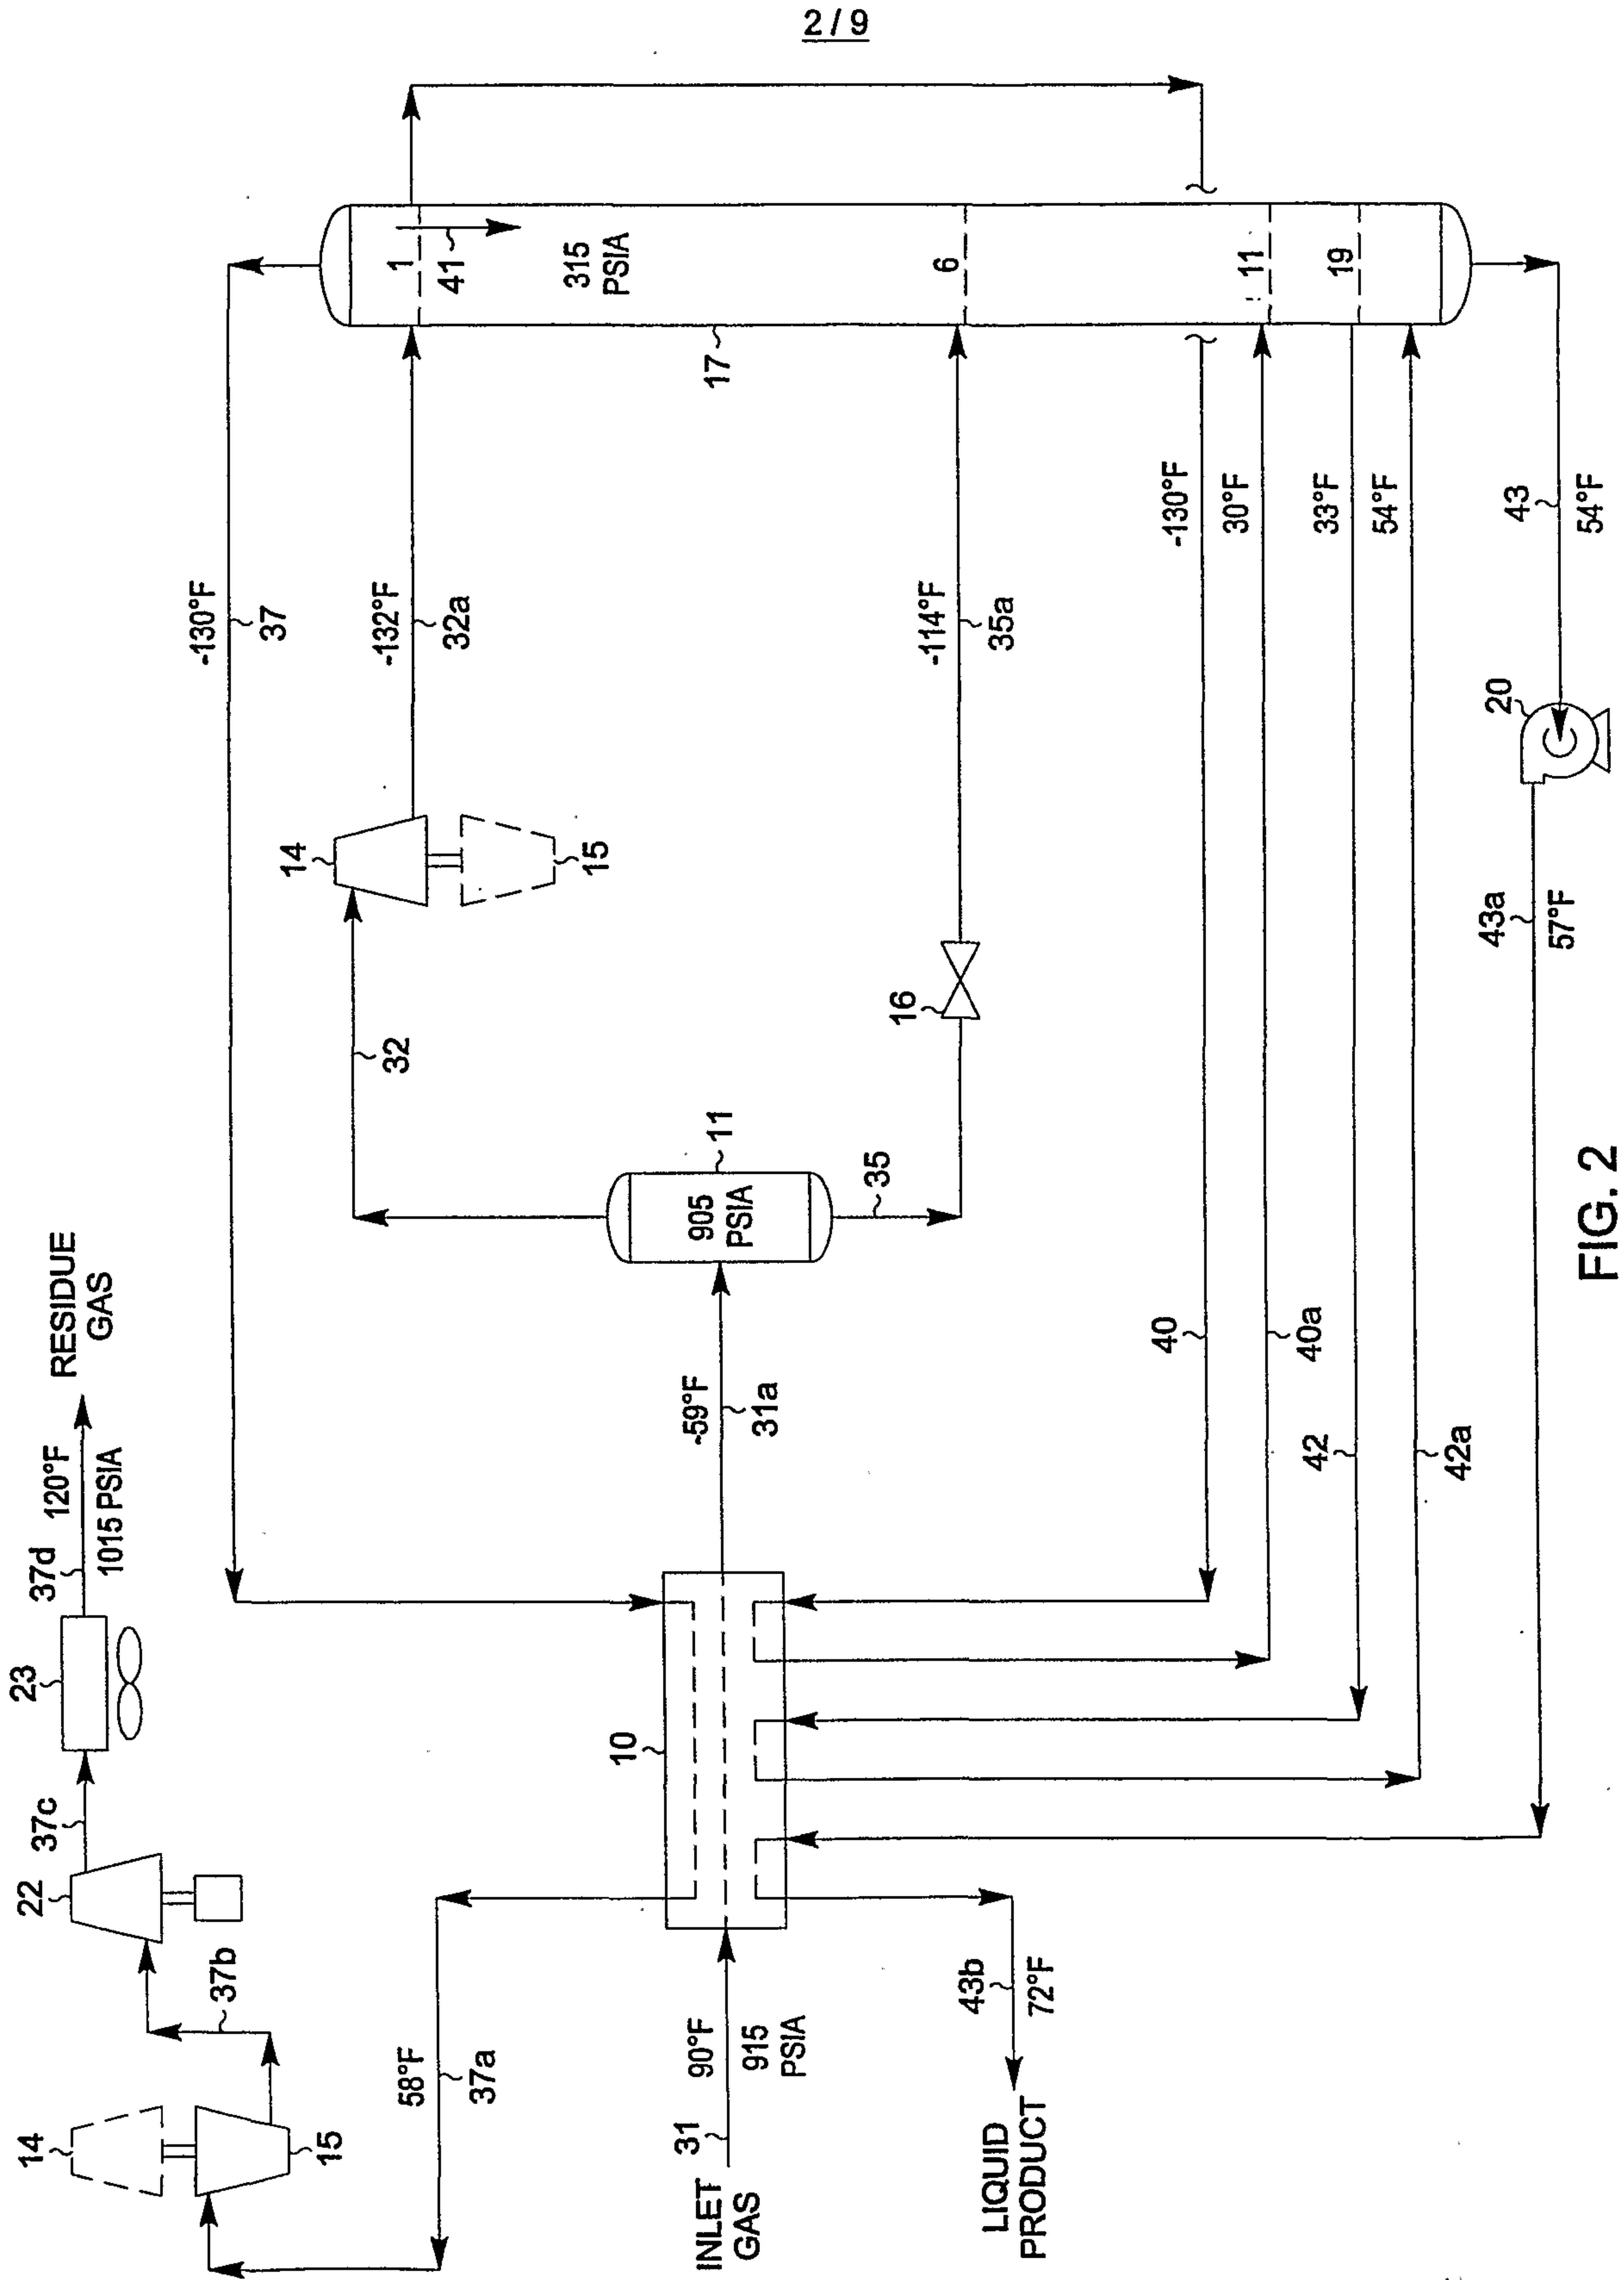 2 / 9
RESIDUE
GAS
120°F
1015 PSIA
37d
23
37c
22
37b
14
15
58°F
37a
-130°F
37
-132°F
32a
14
15
32
1
41
315
PSIA
6
11
19
17
-114°F
35a
16
11
905
PSIA
35
-59°F
31a
10
90°F
915
PSIA
31
INLET
GAS
-130°F
30°F
33°F
54°F
40
40a
42
42a
43
54°F
20
43a
57°F
43b
72°F
LIQUID
PRODUCT
FIG. 2